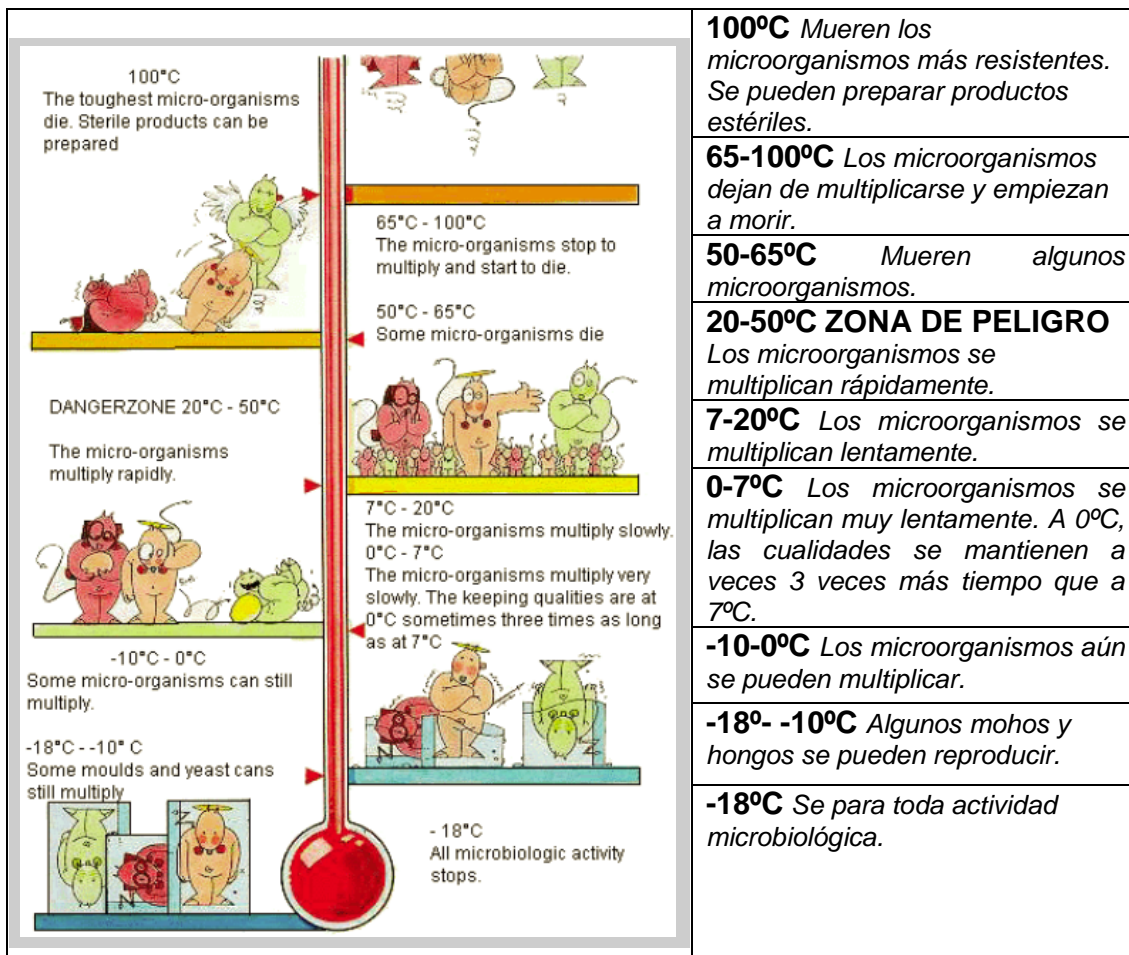 100°C
The toughest micro-organisms
die. Sterile products can be
prepared
65°C - 100°C
The micro-organisms stop to
multiply and start to die.
50°C - 65°C
Some micro-organisms die
DANGERZONE 20°C - 50°C
The micro-organisms
multiply rapidly.
7°C - 20°C
The micro-organisms multiply slowly.
0°C - 7°C
The micro-organisms multiply very
slowly. The keeping qualities are at
0°C sometimes three times as long
as at 7°C
-10°C - 0°C
Some micro-organisms can still
multiply.
-18°C - -10° C
Some moulds and yeast cans
still multiply
- 18°C
All microbiologic activity
stops.
100ºC Mueren los
microorganismos más resistentes.
Se pueden preparar productos
estériles.
65-100ºC Los microorganismos
dejan de multiplicarse y empiezan
a morir.
50-65ºC Mueren algunos
microorganismos.
20-50ºC ZONA DE PELIGRO
Los microorganismos se
multiplican rápidamente.
7-20ºC Los microorganismos se
multiplican lentamente.
0-7ºC Los microorganismos se
multiplican muy lentamente. A 0ºC,
las cualidades se mantienen a
veces 3 veces más tiempo que a
7ºC.
-10-0ºC Los microorganismos aún
se pueden multiplicar.
-18º- -10ºC Algunos mohos y
hongos se pueden reproducir.
-18ºC Se para toda actividad
microbiológica.